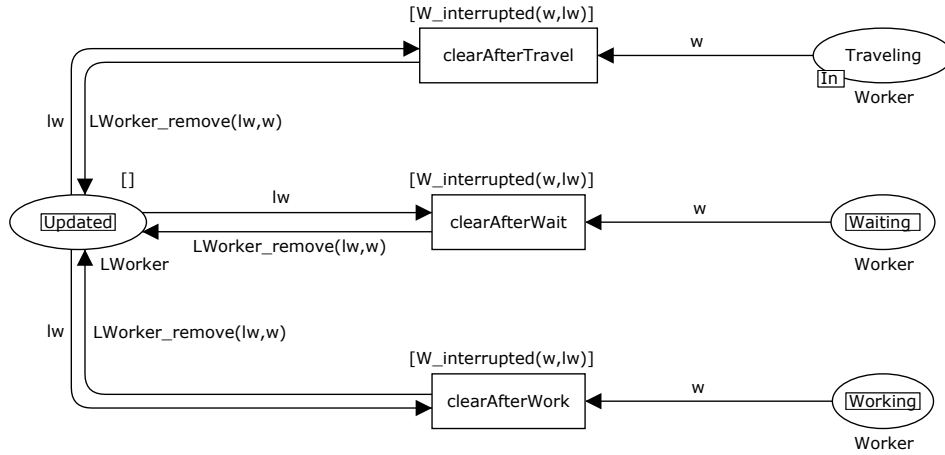 [W_interrupted(w,lw)]
clearAfterTravel
w
Traveling
In
Worker
lw
LWorker_remove(lw,w)
[]
[W_interrupted(w,lw)]
lw
Updated
clearAfterWait
w
Waiting
LWorker_remove(lw,w)
LWorker
Worker
lw
LWorker_remove(lw,w)
[W_interrupted(w,lw)]
clearAfterWork
w
Working
Worker